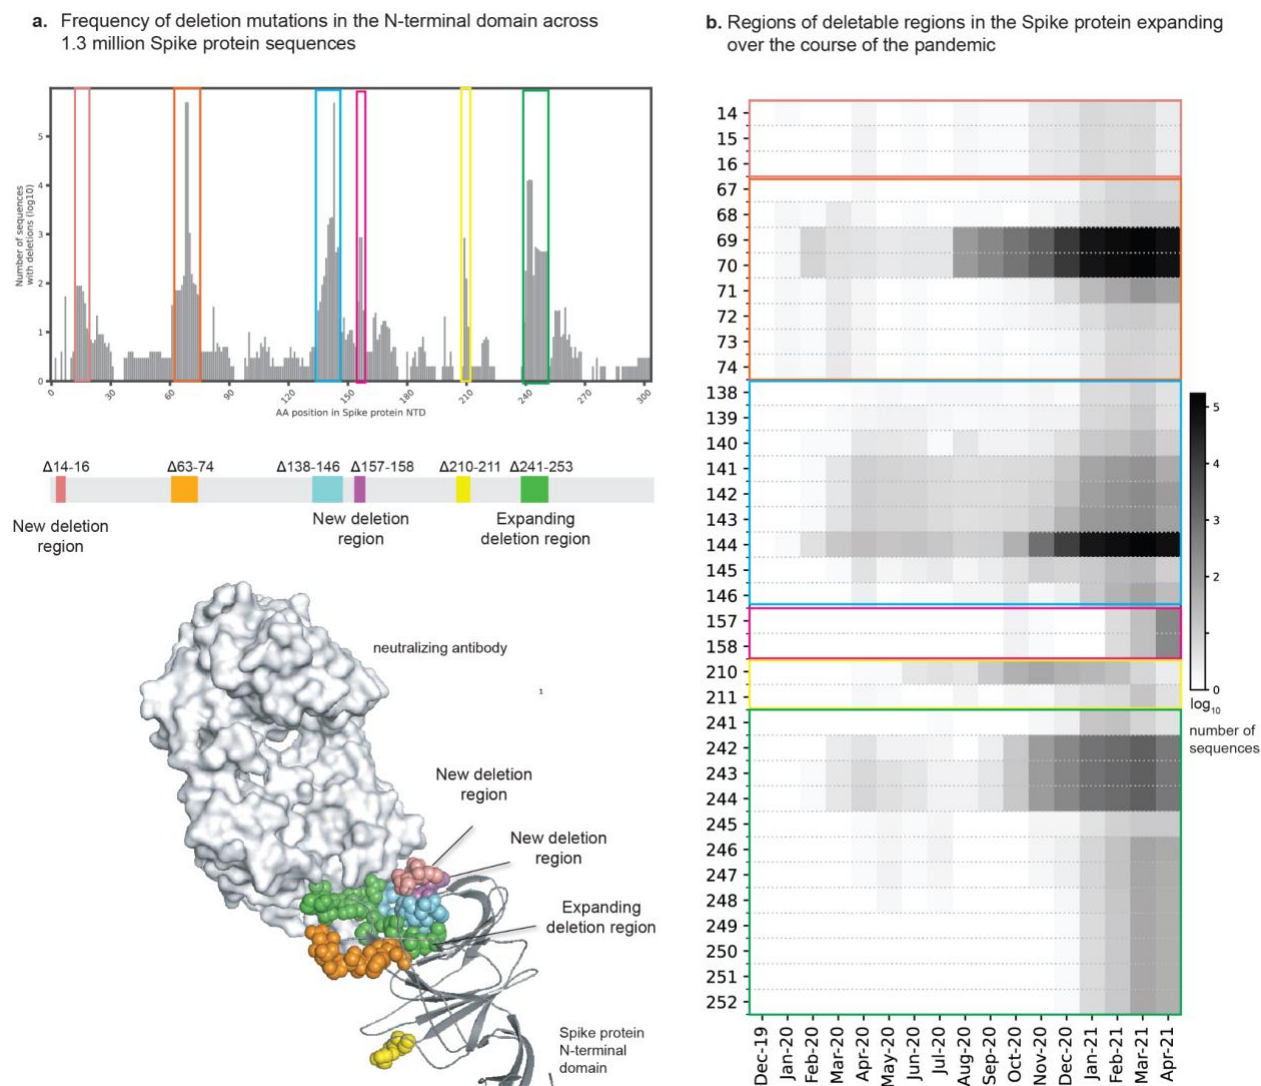 a. Frequency of deletion mutations in the N-terminal domain across
1.3 million Spike protein sequences
Number of sequences
with deletions (log10)
5
4
3
2
1
0
0 30 60 90 120 150 180 210 240 270 300
AA position in Spike protein NTD
Δ14-16 Δ63-74 Δ138-146 Δ157-158 Δ210-211 Δ241-253
New deletion
region
New deletion
region
Expanding
deletion region
neutralizing antibody
1
New deletion
region
New deletion
region
Expanding
deletion region
Spike protein
N-terminal
domain
b. Regions of deletable regions in the Spike protein expanding
over the course of the pandemic
14
15
16
67
68
69
70
71
72
73
74
138
139
140
141
142
143
144
145
146
157
158
210
211
241
242
243
244
245
246
247
248
249
250
251
252
Dec-19 Jan-20 Feb-20 Mar-20 Apr-20 May-20 Jun-20 Jul-20 Aug-20 Sep-20 Oct-20 Nov-20 Dec-20 Jan-21 Feb-21 Mar-21 Apr-21
5
4
3
2
0
log10
number of
sequences